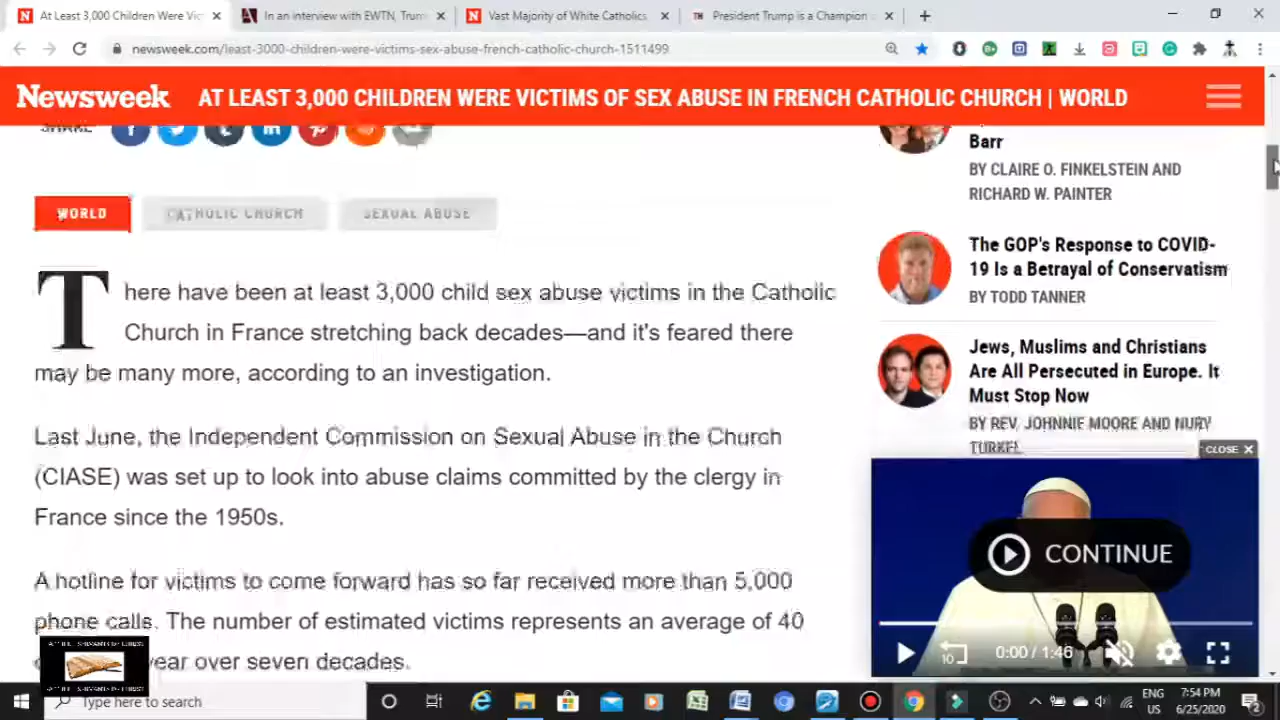 At Least 3,000 Children Were Vic
In an interview with EWTN, Trum
Vast Majority of White Catholics
President Trump is a Champion
newsweek.com/least-3000-children-were-victims-sex-abuse-french-catholic-church-1511499
Newsweek
AT LEAST 3,000 CHILDREN WERE VICTIMS OF SEX ABUSE IN FRENCH CATHOLIC CHURCH | WORLD
SHARE
WORLD
CATHOLIC CHURCH
SEXUAL ABUSE
There have been at least 3,000 child sex abuse victims in the Catholic
Church in France stretching back decades—and it's feared there
may be many more, according to an investigation.
Last June, the Independent Commission on Sexual Abuse in the Church
(CIASE) was set up to look into abuse claims committed by the clergy in
France since the 1950s.
A hotline for victims to come forward has so far received more than 5,000
phone calls. The number of estimated victims represents an average of 40
year over seven decades.
Barr
BY CLAIRE O. FINKELSTEIN AND
RICHARD W. PAINTER
The GOP's Response to COVID-
19 Is a Betrayal of Conservatism
BY TODD TANNER
Jews, Muslims and Christians
Are All Persecuted in Europe. It
Must Stop Now
BY REV. JOHNNIE MOORE AND NURY
TURKEL
CLOSE
CONTINUE
10
0:00 / 1:46
Type here to search
ENG
US
7:54 PM
6/25/2020
2